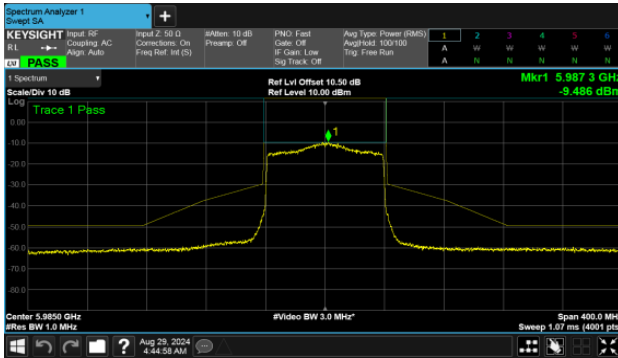 Spectrum Analyzer 1
Swept SA
KEYSIGHT
RL
LXI
PASS
Input: RF
Coupling: AC
Align: Auto
Input Z: 50 Ω
Corrections: On
Freq Ref: Int (S)
#Atten: 10 dB
Preamp: Off
PNO: Fast
Gate: Off
IF Gain: Low
Sig Track: Off
Avg Type: Power (RMS)
Avg|Hold: 100/100
Trig: Free Run
1 2 3 4 5 6
A W W W W W
A N N N N N
1 Spectrum
Scale/Div 10 dB
Ref Lvl Offset 10.50 dB
Ref Level 10.00 dBm
Mkr1 5.987 3 GHz
-9.486 dBm
Log
Trace 1 Pass
1
0.00
-10.0
-20.0
-30.0
-40.0
-50.0
-60.0
-70.0
-80.0
Center 5.9850 GHz
#Video BW 3.0 MHz*
Span 400.0 MH
#Res BW 1.0 MHz
Sweep 1.07 ms (4001 pts
?
Aug 29, 2024
4:44:58 AM